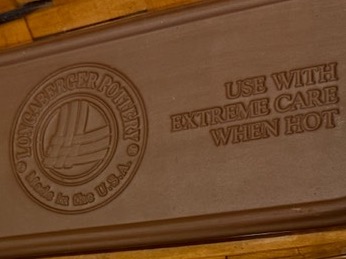 LONGABERGER POTTERY
Made in the U.S.A.
USE WITH
EXTREME CARE
WHEN HOT